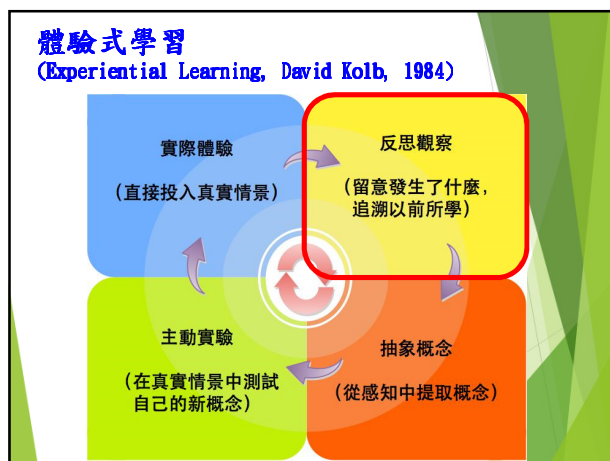 體驗式學習
(Experiential Learning, David Kolb, 1984)
實際體驗
(直接投入真實情景)
反思觀察
(留意發生了什麼,
追溯以前所學)
主動實驗
(在真實情景中測試
自己的新概念)
抽象概念
(從感知中提取概念)